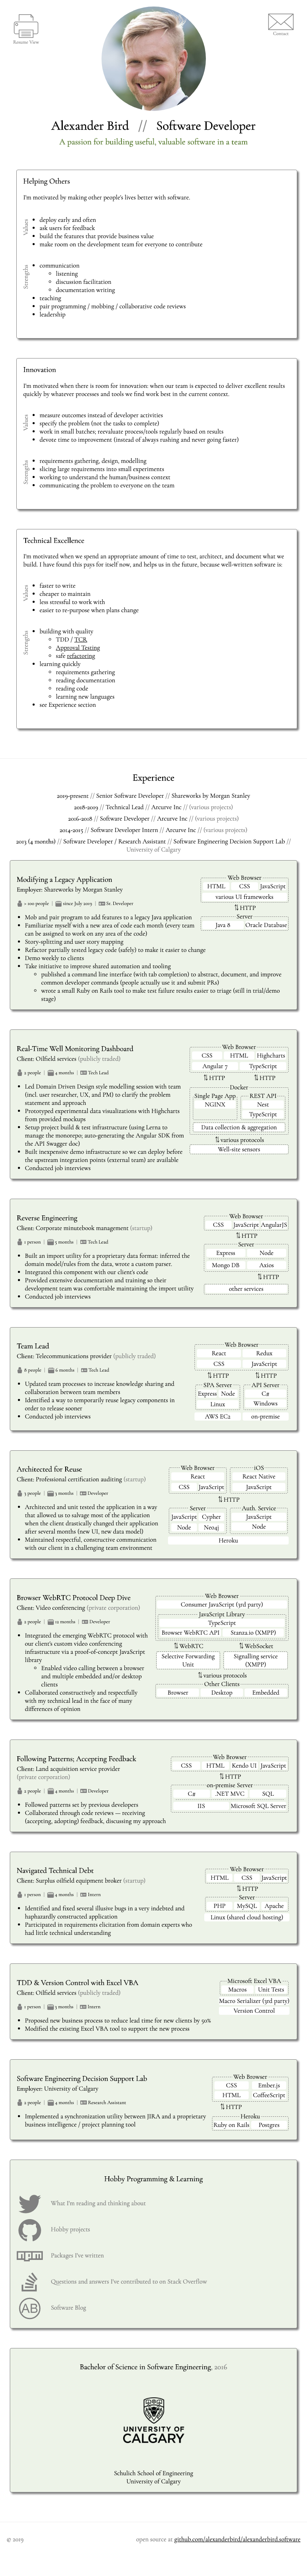 Resume View
Contact
Alexander Bird // Software Developer
A passion for building useful, valuable software in a team
Helping Others
I'm motivated by making other people's lives better with software.
Values
deploy early and often
ask users for feedback
build the features that provide business value
make room on the development team for everyone to contribute
Strengths
communication
listening
discussion facilitation
documentation writing
teaching
pair programming / mobbing / collaborative code reviews
leadership
Innovation
I'm motivated when there is room for innovation: when our team is expected to deliver excellent results
quickly by whatever processes and tools we find work best in the current context.
Values
measure outcomes instead of developer activities
specify the problem (not the tasks to complete)
work in small batches; reevaluate process/tools regularly based on results
devote time to improvement (instead of always rushing and never going faster)
Strengths
requirements gathering, design, modelling
slicing large requirements into small experiments
working to understand the human/business context
communicating the problem to everyone on the team
Technical Excellence
I'm motivated when we spend an appropriate amount of time to test, architect, and document what we
build. I have found this pays for itself now, and helps us in the future, because well-written software is:
Values
faster to write
cheaper to maintain
less stressful to work with
easier to re-purpose when plans change
Strengths
building with quality
TDD / TCR
Approval Testing
safe refactoring
learning quickly
requirements gathering
reading documentation
reading code
learning new languages
see Experience section
Experience
2019-present // Senior Software Developer // Shareworks by Morgan Stanley
2018-2019 // Technical Lead // Arcurve Inc // (various projects)
2016-2018 // Software Developer // Arcurve Inc // (various projects)
2014-2015 // Software Developer Intern // Arcurve Inc // (various projects)
2013 (4 months) // Software Developer / Research Assistant // Software Engineering Decision Support Lab //
University of Calgary
Modifying a Legacy Application
Employer: Shareworks by Morgan Stanley
> 100 people | since July 2019 | Sr. Developer
Mob and pair program to add features to a legacy Java application
Familiarize myself with a new area of code each month (every team
can be assigned to work on any area of the code)
Story-splitting and user story mapping
Refactor partially tested legacy code (safely) to make it easier to change
Demo weekly to clients
Take initiative to improve shared automation and tooling
published a command line interface (with tab completion) to abstract, document, and improve
common developer commands (people actually use it and submit PRs)
wrote a small Ruby on Rails tool to make test failure results easier to triage (still in trial/demo
stage)
Web Browser
HTML CSS JavaScript
various UI frameworks
⇅ HTTP
Server
Java 8 Oracle Database
Real-Time Well Monitoring Dashboard
Client: Oilfield services (publicly traded)
2 people | 4 months | Tech Lead
Led Domain Driven Design style modelling session with team
(incl. user researcher, UX, and PM) to clarify the problem
statement and domain approach
Prototyped experimental data visualizations with Highcharts
from provided mockups
Setup project build & test infrastructure (using Lerna to
manage the monorepo; auto-generating the Angular SDK from
the API Swagger doc)
Built inexpensive demo infrastructure so we can deploy before
the upstream integration points (external team) are available
Conducted job interviews
Web Browser
CSS HTML Highcharts
Angular 7 TypeScript
⇅ HTTP ⇅ HTTP
Docker
Single Page App REST API
NGINX Nest
TypeScript
Data collection & aggregation
⇅ various protocols
Well-site sensors
Reverse Engineering
Client: Corporate minutebook management (startup)
1 person | 5 months | Tech Lead
Built an import utility for a proprietary data format: inferred the
domain model/rules from the data, wrote a custom parser.
Integrated this component with our client's code
Provided extensive documentation and training so their
development team was comfortable maintaining the import utility
Conducted job interviews
Web Browser
CSS JavaScript AngularJS
⇅ HTTP
Server
Express Node
Mongo DB Axios
⇅ HTTP
other services
Team Lead
Client: Telecommunications provider (publicly traded)
8 people | 6 months | Tech Lead
Updated team processes to increase knowledge sharing and
collaboration between team members
Identified a way to temporarily reuse legacy components in
order to release sooner
Conducted job interviews
Web Browser
React Redux
CSS JavaScript
⇅ HTTP ⇅ HTTP
SPA Server API Server
Express Node C#
Linux Windows
AWS EC2 on-premise
Architected for Reuse
Client: Professional certification auditing (startup)
3 people | 5 months | Developer
Architected and unit tested the application in a way
that allowed us to salvage most of the application
when the client drastically changed their application
after several months (new UI, new data model)
Maintained respectful, constructive communication
with our client in a challenging team environment
Web Browser iOS
React React Native
CSS JavaScript JavaScript
⇅ HTTP
Server Auth. Service
JavaScript Cypher JavaScript
Node Neo4j Node
Heroku
Browser WebRTC Protocol Deep Dive
Client: Video conferencing (private corporation)
2 people | 12 months | Developer
Integrated the emerging WebRTC protocol with
our client's custom video conferencing
infrastructure via a proof-of-concept JavaScript
library
Enabled video calling between a browser
and multiple embedded and/or desktop
clients
Collaborated constructively and respectfully
with my technical lead in the face of many
differences of opinion
Web Browser
Consumer JavaScript (3rd party)
JavaScript Library
TypeScript
Browser WebRTC API Stanza.io (XMPP)
⇅ WebRTC ⇅ WebSocket
Selective Forwarding Signalling service
Unit (XMPP)
⇅ various protocols
Other Clients
Browser Desktop Embedded
Following Patterns; Accepting Feedback
Client: Land acquisition service provider
(private corporation)
2 people | 4 months | Developer
Followed patterns set by previous developers
Collaborated through code reviews — receiving
(accepting, adopting) feedback, discussing my approach
Web Browser
CSS HTML Kendo UI JavaScript
⇅ HTTP
on-premise Server
C# .NET MVC SQL
IIS Microsoft SQL Server
Navigated Technical Debt
Client: Surplus oilfield equipment broker (startup)
1 person | 4 months | Intern
Identified and fixed several illusive bugs in a very indebted and
haphazardly constructed application
Participated in requirements elicitation from domain experts who
had little technical understanding
Web Browser
HTML CSS JavaScript
⇅ HTTP
Server
PHP MySQL Apache
Linux (shared cloud hosting)
TDD & Version Control with Excel VBA
Client: Oilfield services (publicly traded)
1 person | 3 months | Intern
Proposed new business process to reduce lead time for new clients by 50%
Modified the existing Excel VBA tool to support the new process
Microsoft Excel VBA
Macros Unit Tests
Macro Serializer (3rd party)
Version Control
Software Engineering Decision Support Lab
Employer: University of Calgary
2 people | 4 months | Research Assistant
Implemented a synchronization utility between JIRA and a proprietary
business intelligence / project planning tool
Web Browser
CSS Ember.js
HTML CoffeeScript
⇅ HTTP
Heroku
Ruby on Rails Postgres
Hobby Programming & Learning
What I'm reading and thinking about
Hobby projects
npm Packages I've written
Questions and answers I've contributed to on Stack Overflow
AB Software Blog
Bachelor of Science in Software Engineering, 2016
UNIVERSITY OF
CALGARY
Schulich School of Engineering
University of Calgary
© 2019
open source at github.com/alexanderbird/alexanderbird.software